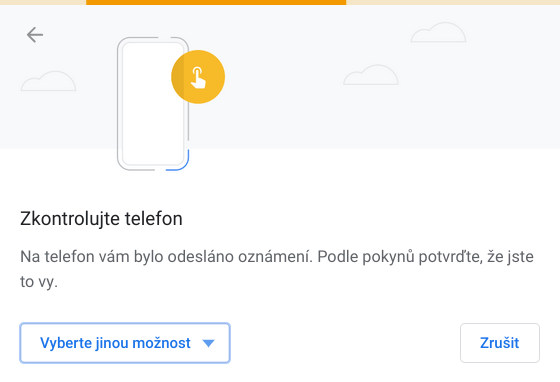 Zkontrolujte telefon
Na telefon vám bylo odesláno oznámení. Podle pokynů potvrďte, že jste
to vy.
Vyberte jinou možnost
Zrušit